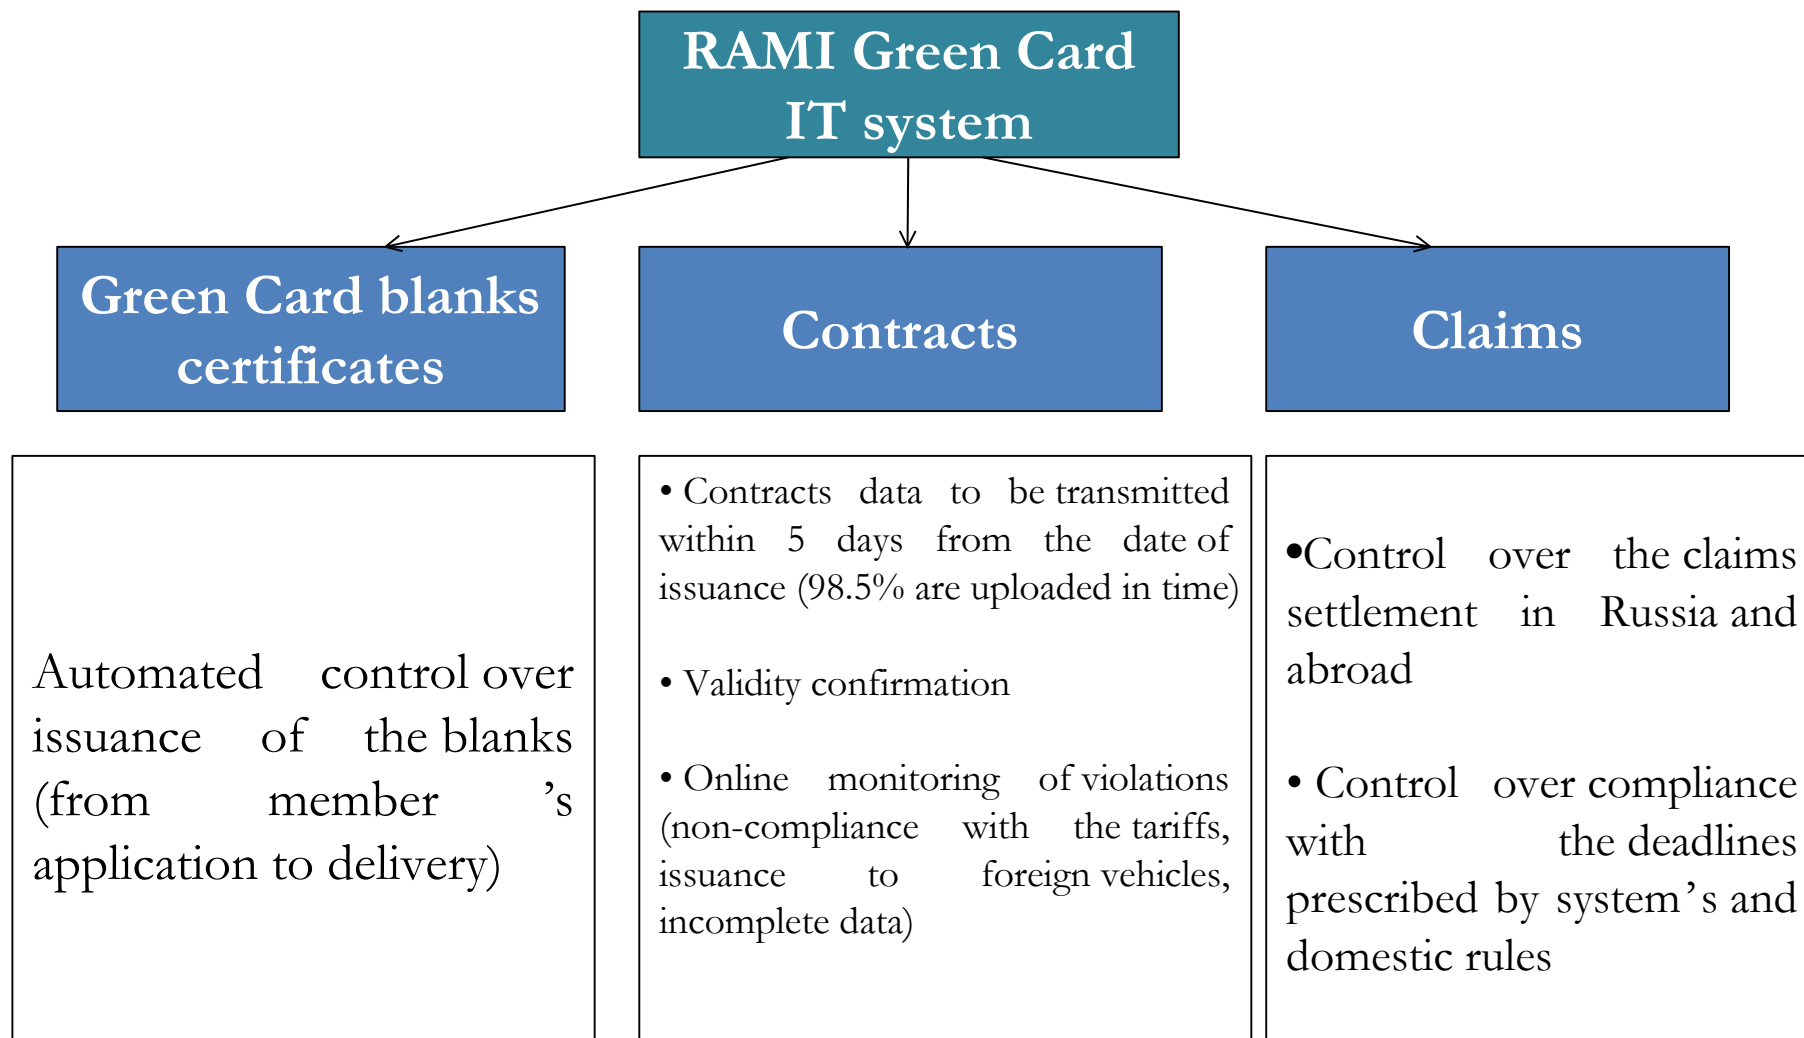 RAMI Green Card
IT system
Green Card blanks
certificates
Contracts
Claims
Automated control over
issuance of the blanks
(from member ’s
application to delivery)
• Contracts data to be transmitted
within 5 days from the date of
issuance (98.5% are uploaded in time)
• Validity confirmation
• Online monitoring of violations
(non-compliance with the tariffs,
issuance to foreign vehicles,
incomplete data)
•Control over the claims
settlement in Russia and
abroad
• Control over compliance
with the deadlines
prescribed by system’s and
domestic rules